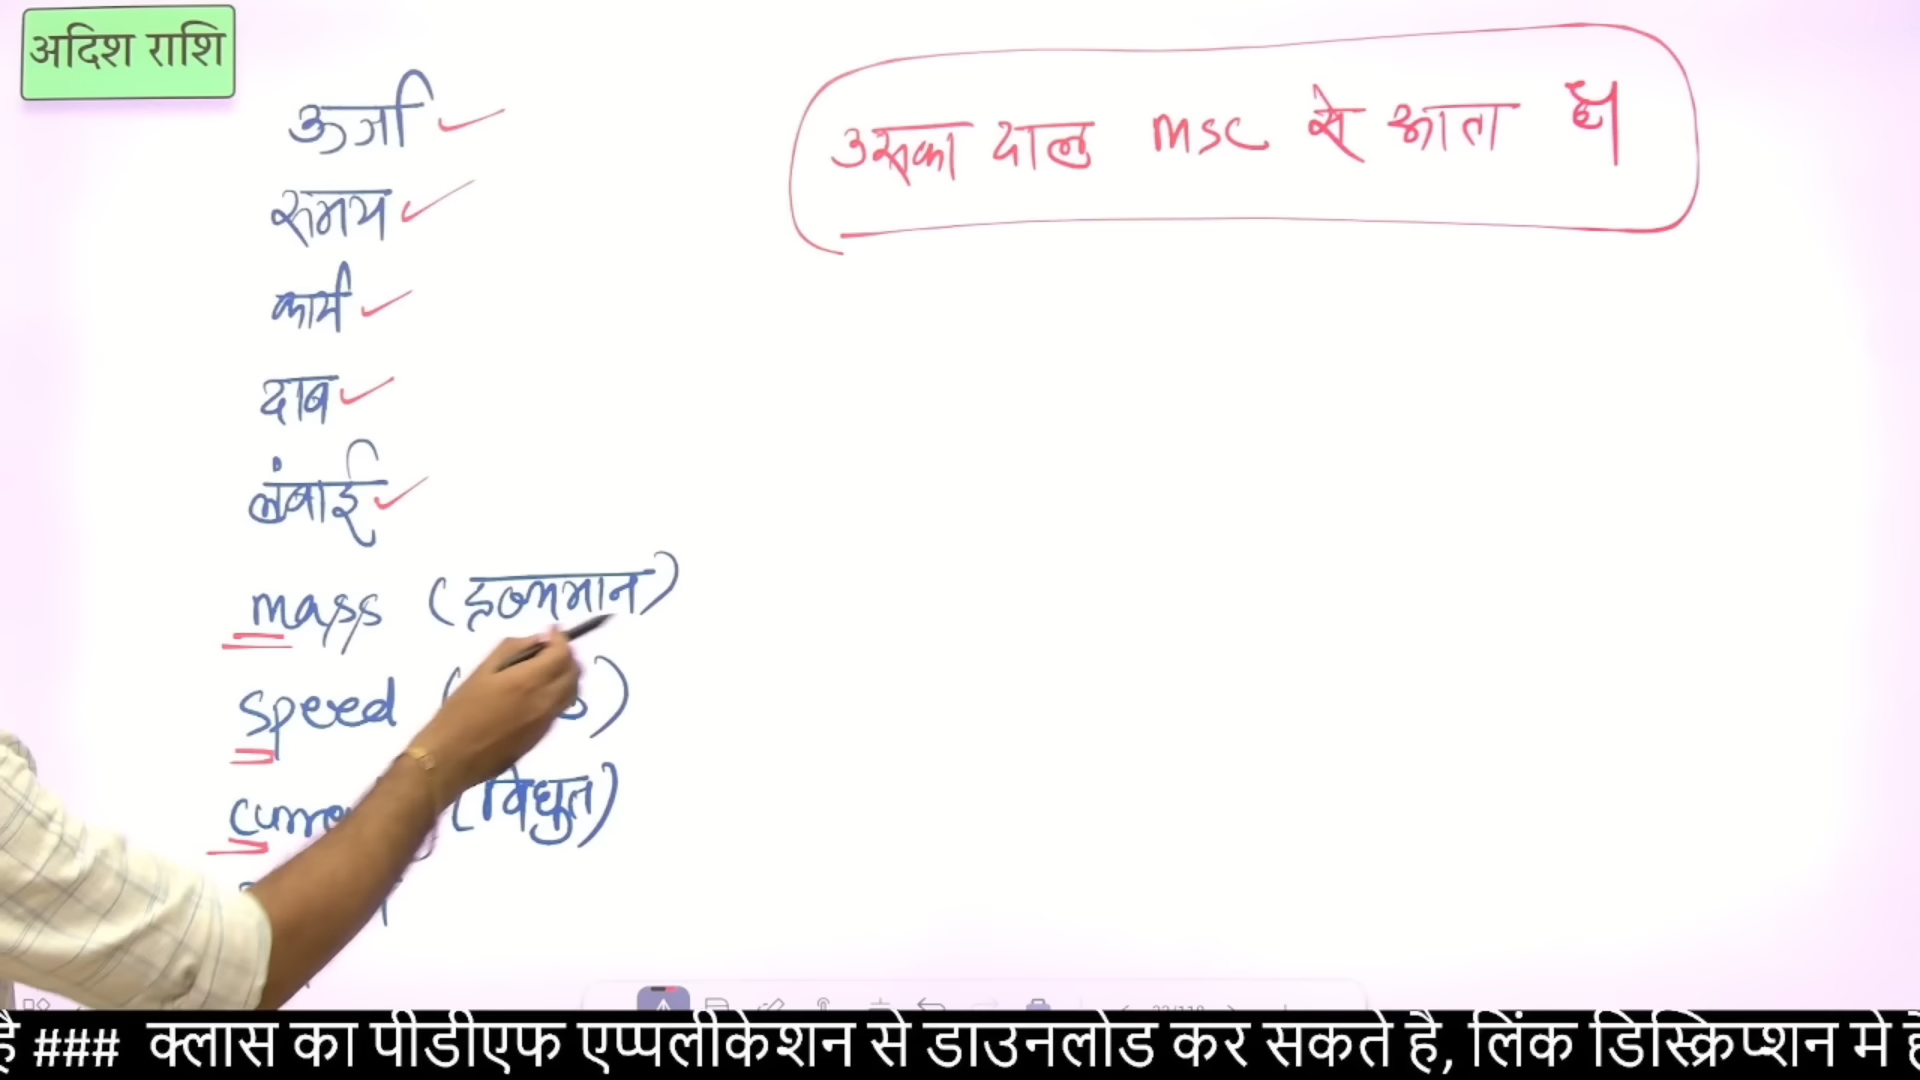 अदिश राशि
ऊर्जा
उसका दालु MSC से आता है
समय
कार्य
दाब
लंबाई
mass (द्रव्यमान)
speed
(विधुत)
है ### क्लास का पीडीएफ एप्पलीकेशन से डाउनलोड कर सकते है, लिंक डिस्क्रिप्शन मे है